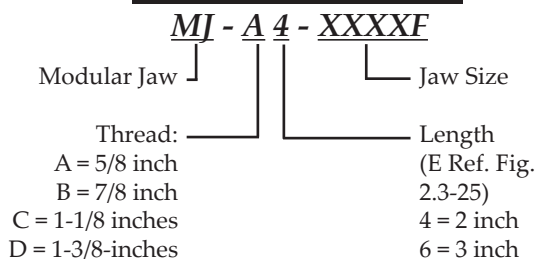 MJ - A 4 - XXXXF
Modular Jaw
Jaw Size
Thread:
A = 5/8 inch
B = 7/8 inch
C = 1-1/8 inches
D = 1-3/8-inches
Length
(E Ref. Fig.
2.3-25)
4 = 2 inch
6 = 3 inch